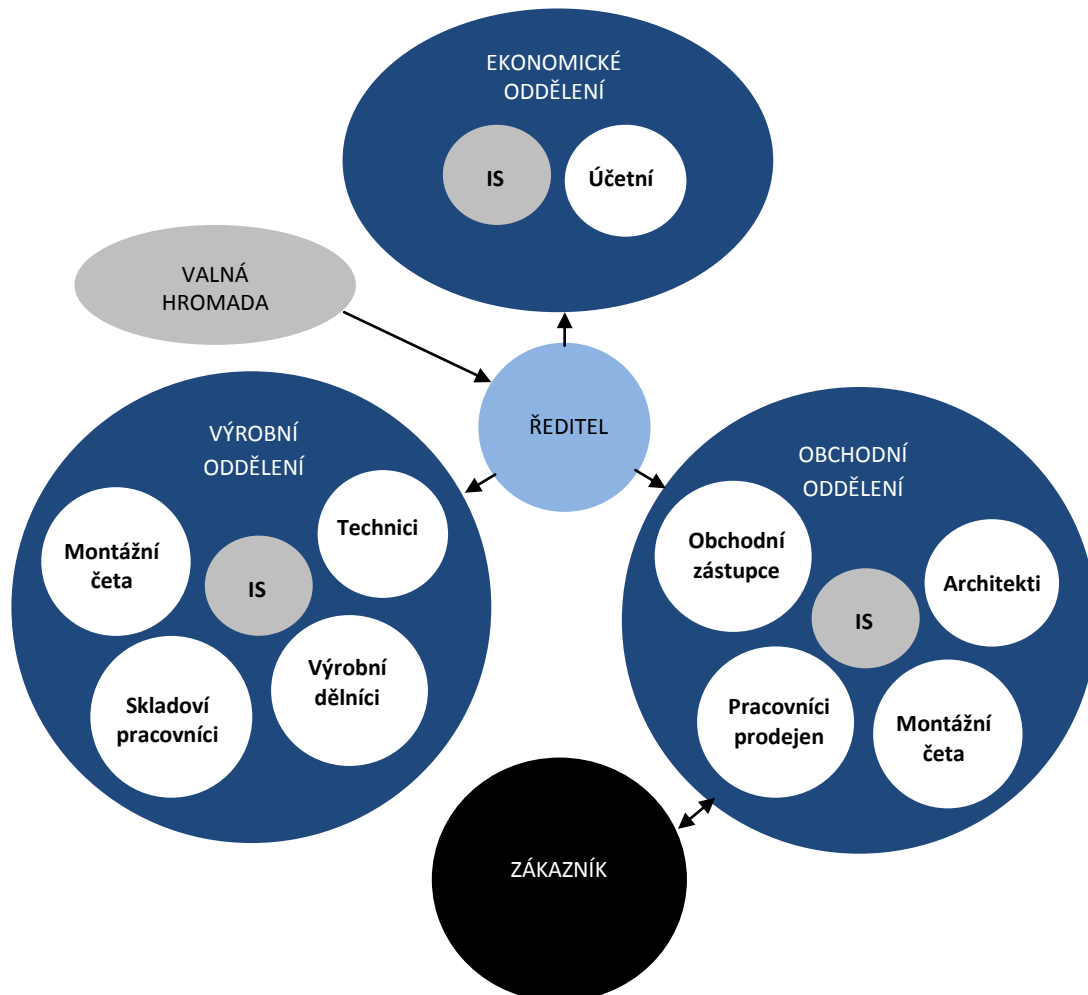 EKONOMICKÉ
ODDĚLENÍ
IS
Účetní
VALNÁ
HROMADA
ŘEDITEL
VÝROBNÍ
ODDĚLENÍ
Technici
Montážní
četa
IS
Výrobní
dělníci
Skladoví
pracovníci
OBCHODNÍ
ODDĚLENÍ
Obchodní
zástupce
Architekti
IS
Pracovníci
prodejen
Montážní
četa
ZÁKAZNÍK